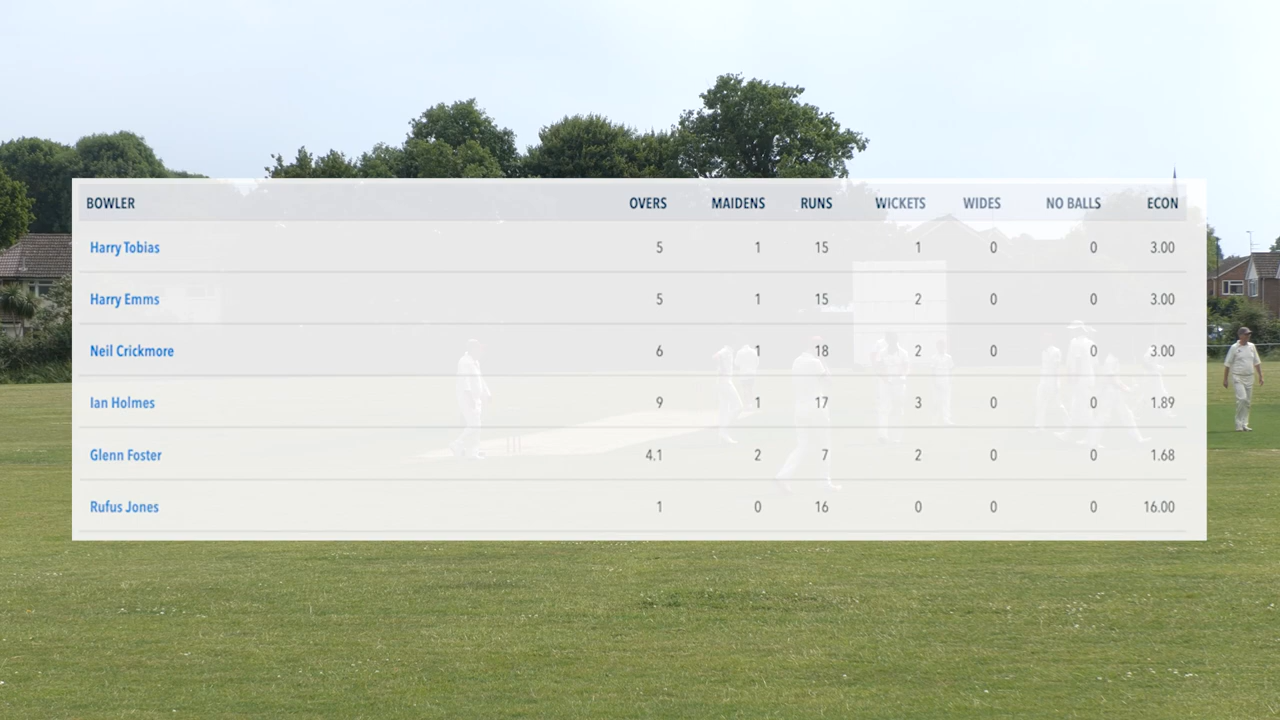 BOWLER OVERS MAIDENS RUNS WICKETS WIDES NO BALLS ECON
Harry Tobias 5 1 15 1 0 0 3.00
Harry Emms 5 1 15 2 0 0 3.00
Neil Crickmore 6 1 18 2 0 0 3.00
Ian Holmes 9 1 17 3 0 0 1.89
Glenn Foster 4.1 2 7 2 0 0 1.68
Rufus Jones 1 0 16 0 0 0 16.00